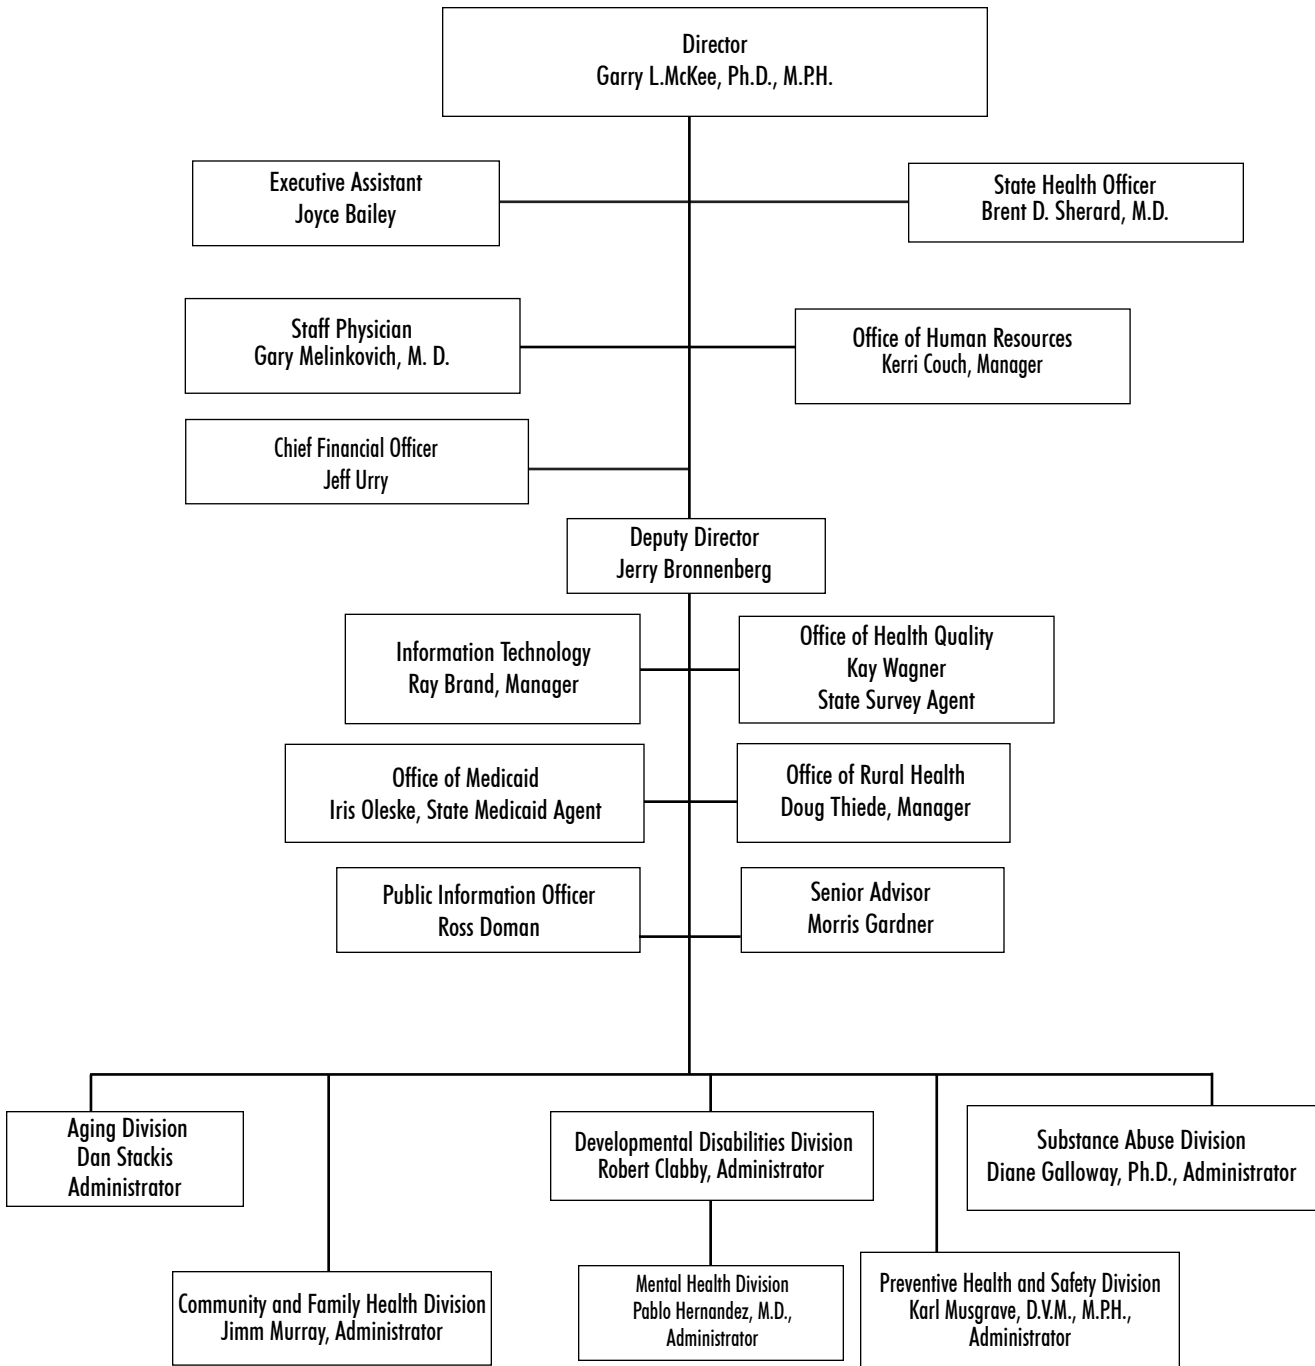 Director
Garry L.McKee, Ph.D., M.P.H.
Executive Assistant
Joyce Bailey
State Health Officer
Brent D. Sherard, M.D.
Staff Physician
Gary Melinkovich, M. D.
Office of Human Resources
Kerri Couch, Manager
Chief Financial Officer
Jeff Urry
Deputy Director
Jerry Bronnenberg
Information Technology
Ray Brand, Manager
Office of Health Quality
Kay Wagner
State Survey Agent
Office of Medicaid
Iris Oleske, State Medicaid Agent
Office of Rural Health
Doug Thiede, Manager
Public Information Officer
Ross Doman
Senior Advisor
Morris Gardner
Aging Division
Dan Stackis
Administrator
Developmental Disabilities Division
Robert Clabby, Administrator
Substance Abuse Division
Diane Galloway, Ph.D., Administrator
Community and Family Health Division
Jimm Murray, Administrator
Mental Health Division
Pablo Hernandez, M.D.,
Administrator
Preventive Health and Safety Division
Karl Musgrave, D.V.M., M.P.H.,
Administrator